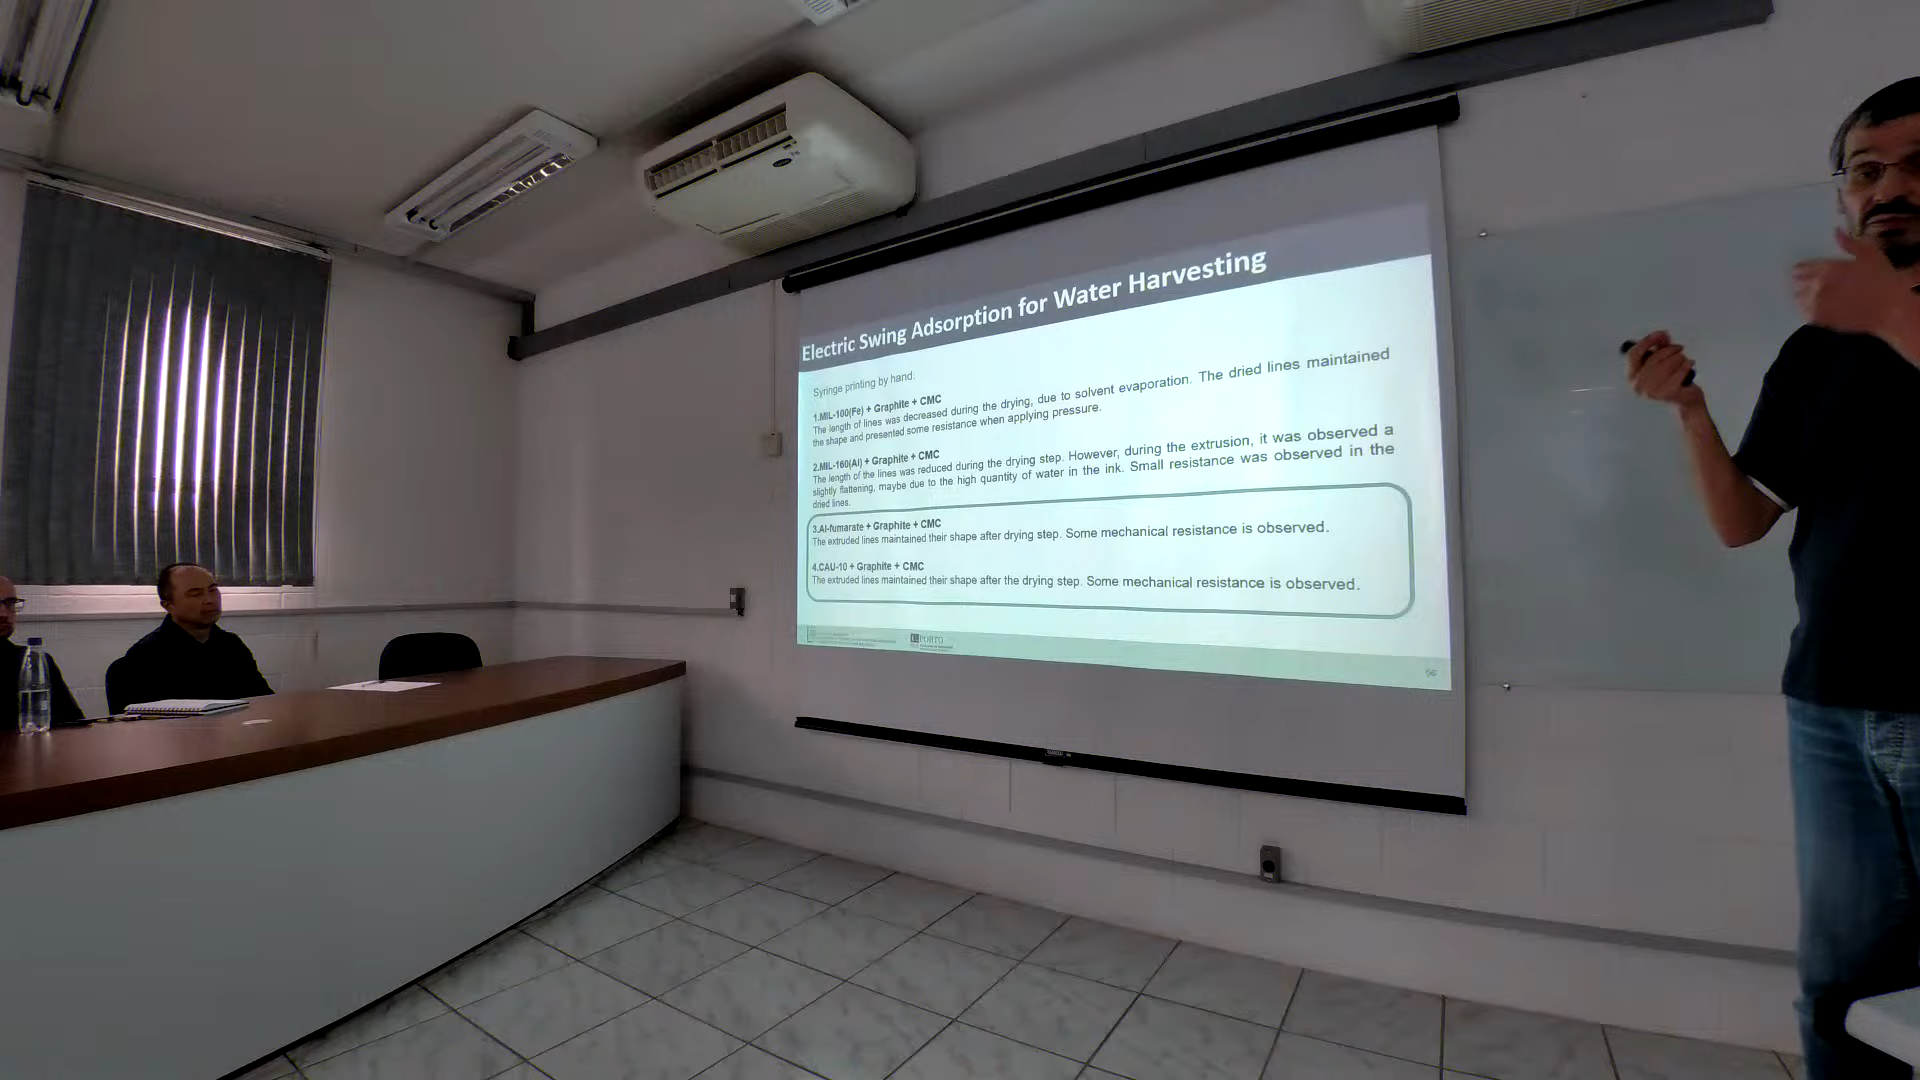 Electric Swing Adsorption for Water Harvesting
Syringe printing by hand.
1.MIL-100(Fe) + Graphite + CMC
The length of lines was decreased during the drying, due to solvent evaporation. The dried lines maintained
the shape and presented some resistance when applying pressure.
2.MIL-160(Al) + Graphite + CMC
The length of the lines was reduced during the drying step. However, during the extrusion, it was observed a
slightly flattening, maybe due to the high quantity of water in the ink. Small resistance was observed in the
dried lines.
3.Al-fumarate + Graphite + CMC
The extruded lines maintained their shape after drying step. Some mechanical resistance is observed.
4.CAU-10 + Graphite + CMC
The extruded lines maintained their shape after the drying step. Some mechanical resistance is observed.
PORTO